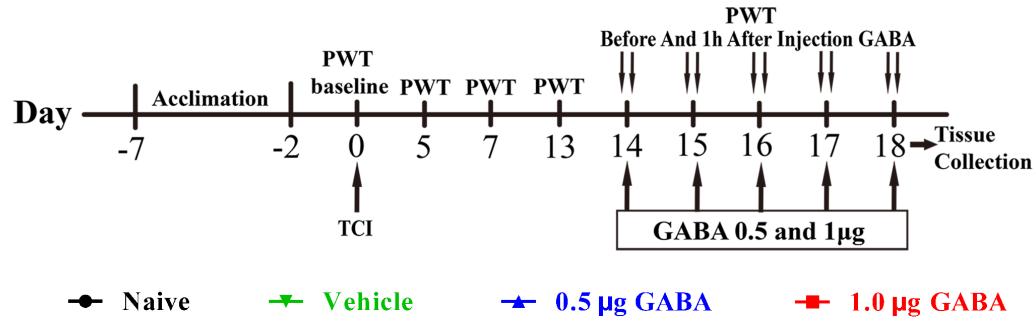 PWT
Before And 1h After Injection GABA
PWT
baseline PWT PWT PWT
Acclimation
Day
-7 -2 0 5 7 13 14 15 16 17 18
Tissue
Collection
TCI
GABA 0.5 and 1μg
Naive Vehicle 0.5 μg GABA 1.0 μg GABA